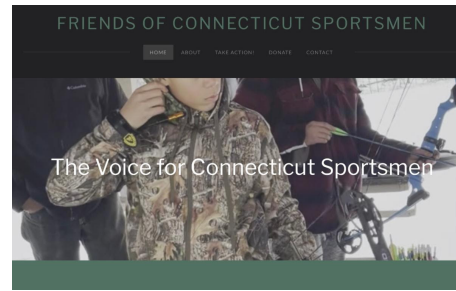 FRIENDS OF CONNECTICUT SPORTSMEN
HOME ABOUT TAKE ACTION! DONATE CONTACT
The Voice for Connecticut Sportsmen